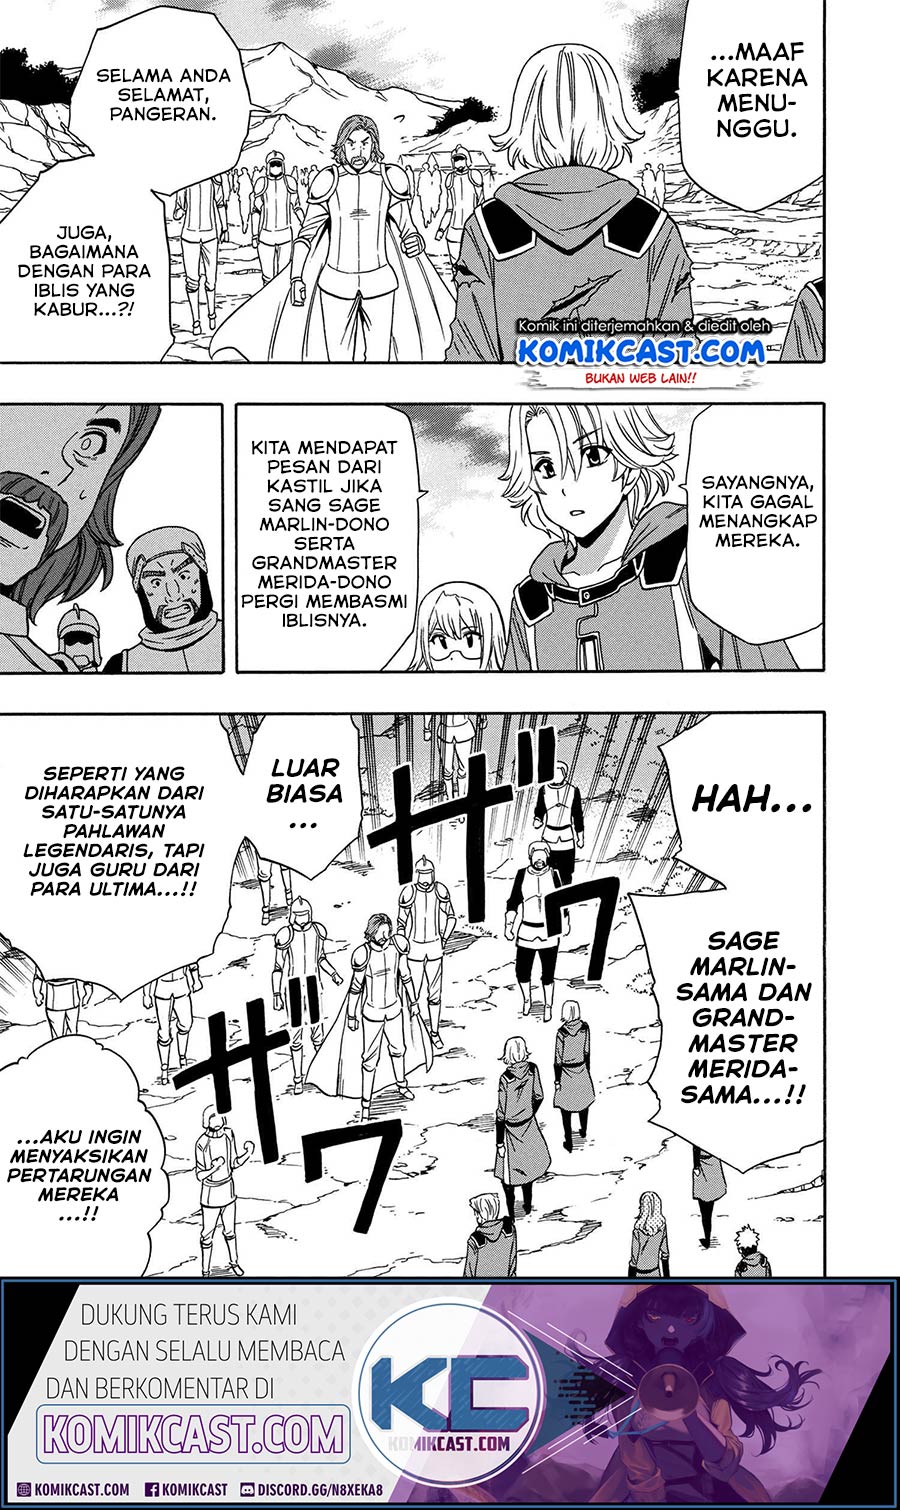 ...MAAF
KARENA
MENU-
NGGU.
SELAMA ANDA
SELAMAT,
PANGERAN.
JUGA,
BAGAIMANA
DENGAN PARA
IBLIS YANG
KABUR...?!
Komik ini diterjemahkan & diedit oleh
KOMIKCAST.COM
BUKAN WEB LAIN!!
SAYANGNYA,
KITA GAGAL
MENANGKAP
MEREKA.
KITA MENDAPAT
PESAN DARI
KASTIL JIKA
SANG SAGE
MARLIN-DONO
SERTA
GRANDMASTER
MERIDA-DONO
PERGI MEMBASMI
IBLISNYA.
HAH...
SAGE
MARLIN-
SAMA DAN
GRAND-
MASTER
MERIDA-
SAMA...!!
ザワ
LUAR
BIASA
...
ザワ
SEPERTI YANG
DIHARAPKAN DARI
SATU-SATUNYA
PAHLAWAN
LEGENDARIS, TAPI
JUGA GURU DARI
PARA ULTIMA...!!
...AKU INGIN
MENYAKSIKAN
PERTARUNGAN
MEREKA
...!!
DUKUNG TERUS KAMI
DENGAN SELALU MEMBACA
DAN BERKOMENTAR DI
KOMIKCAST.COM
KC
KOMIKCAST.COM
KOMIKCAST.COM KOMIKCAST DISCORD.GG/N8XEKA8